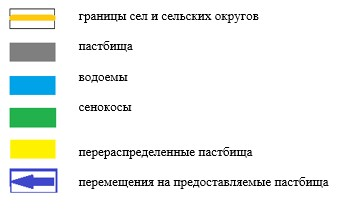 границы сел и сельских округов
пастбища
водоемы
сенокосы
перераспределенные пастбища
перемещения на предоставляемые пастбища